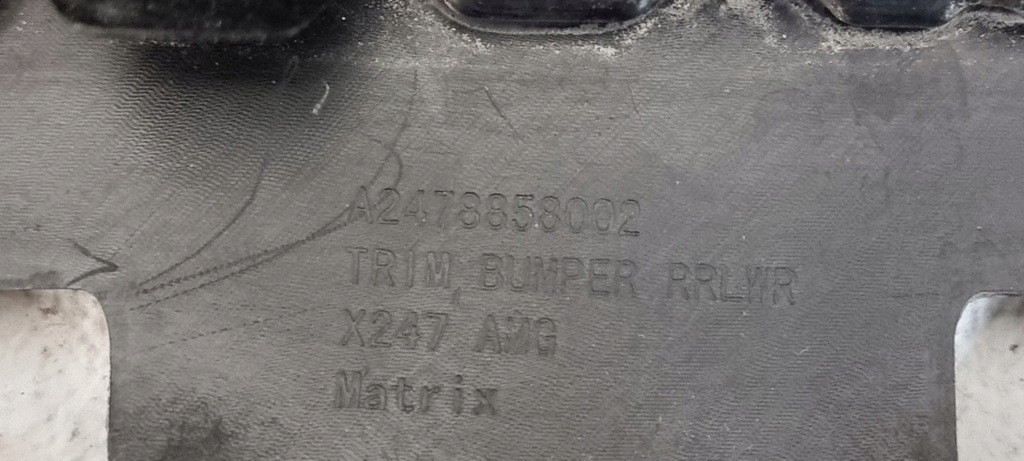 A2478858002
TRIM, BUMPER RRLWR
X247 AMG
Matrix